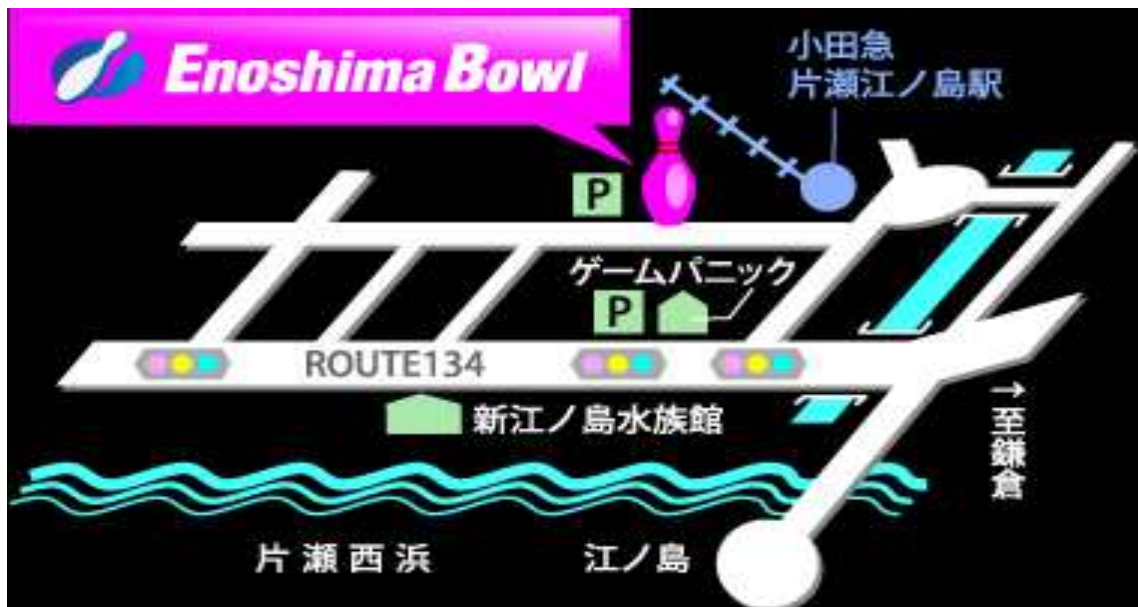 Enoshima Bowl
小田急
片瀬江ノ島駅
P
ゲームパニック
P
ROUTE134
新江ノ島水族館
→至鎌倉
片瀬西浜
江ノ島